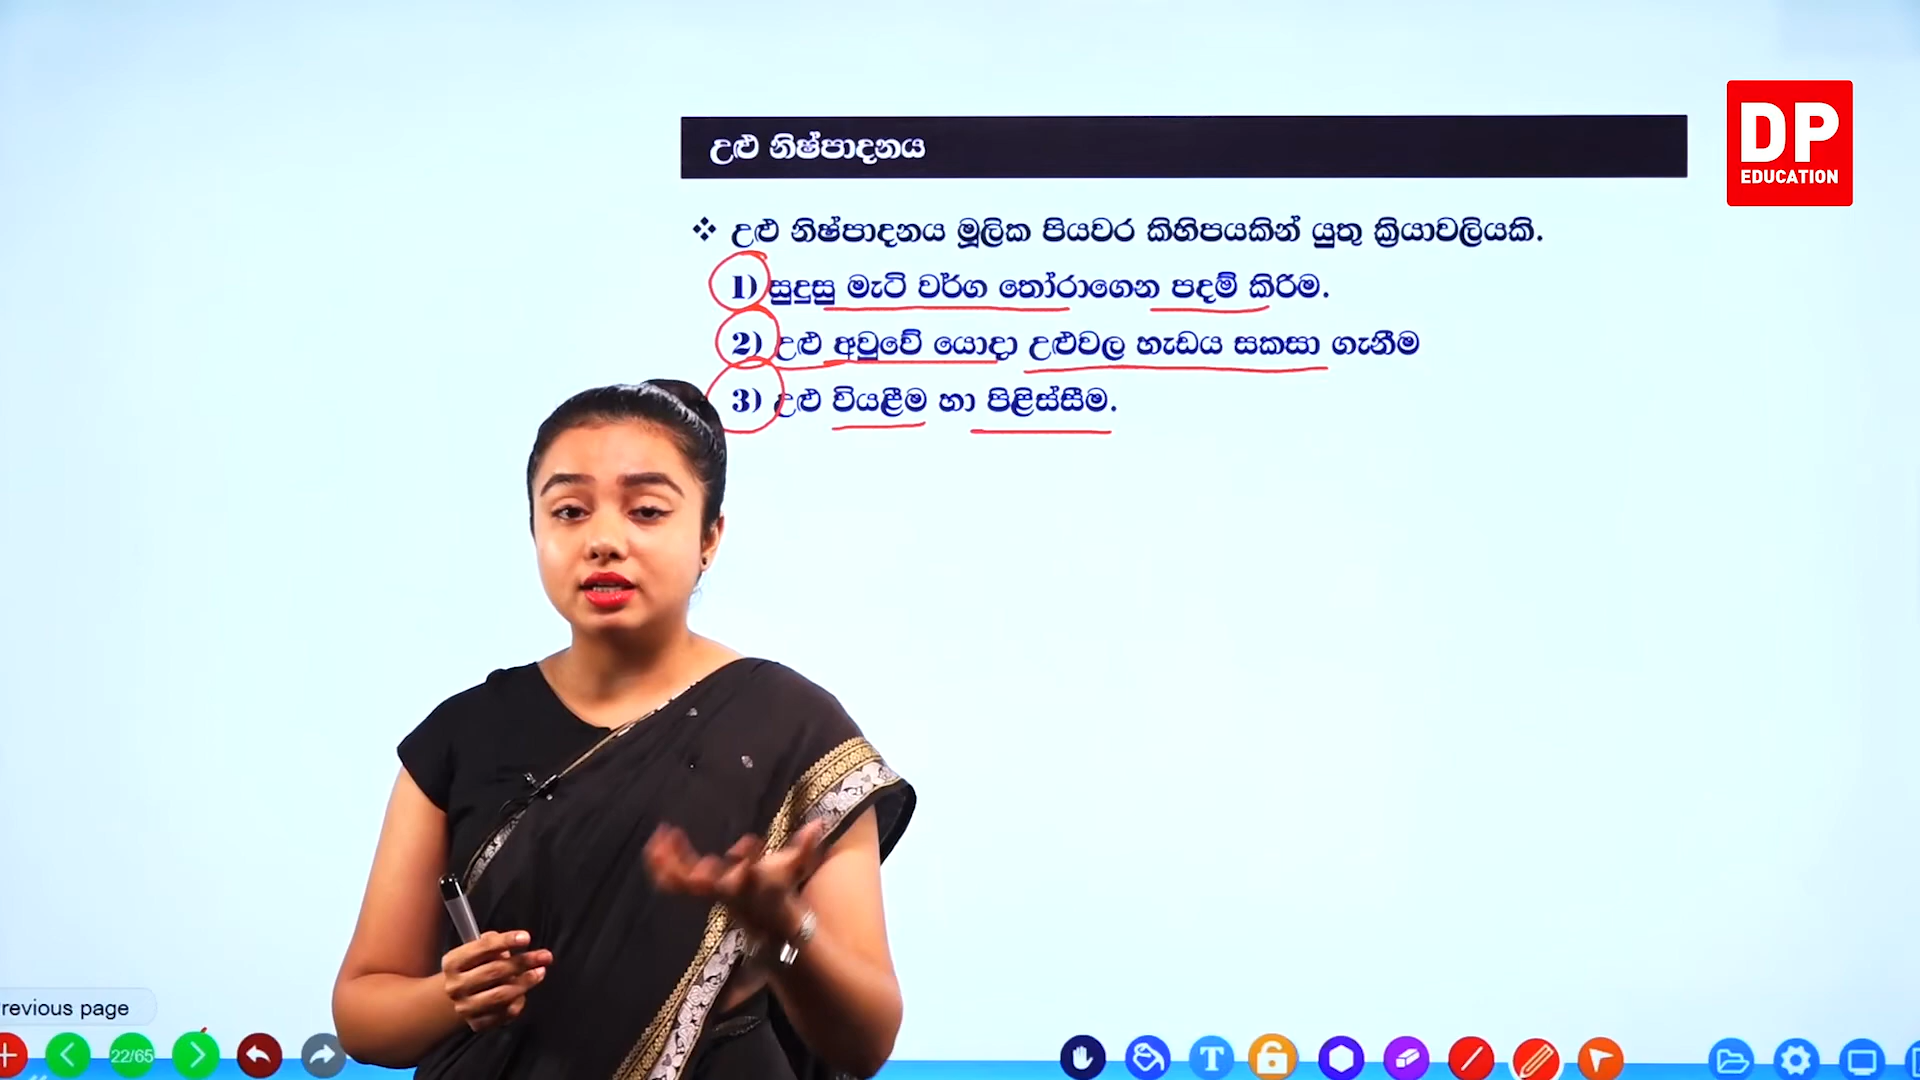 DP
EDUCATION
උළු නිෂ්පාදනය
❖ උළු නිෂ්පාදනය මූලික පියවර කිහිපයකින් යුතු ක්‍රියාවලියකි.
1) සුදුසු මැටි වර්ග තෝරාගෙන පදම් කිරීම.
2) උළු අච්චුවේ යොදා උළුවල හැඩය සකසා ගැනීම
3) උළු වියළීම හා පිළිස්සීම.
revious page
22/65
T